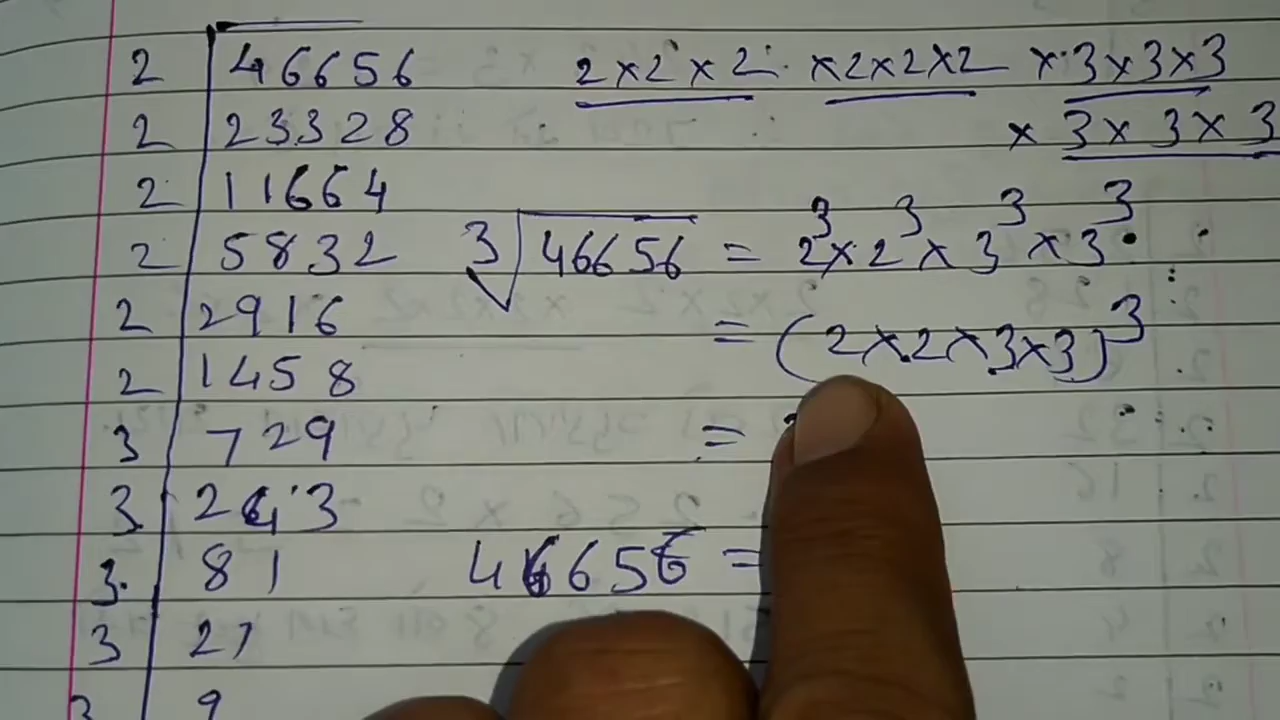 2 | 46656 2×2×2 ×2×2×2 ×3×3×3
2 | 23328 × 3×3×3
2 | 11664
2 | 5832 ∛46656 = 2³×2³×3³×3³
2 | 2916 = (2×2×3×3)³
2 | 1458
3 | 729 =
3 | 243
3 | 81 46656 =
3 | 27
3 | 9